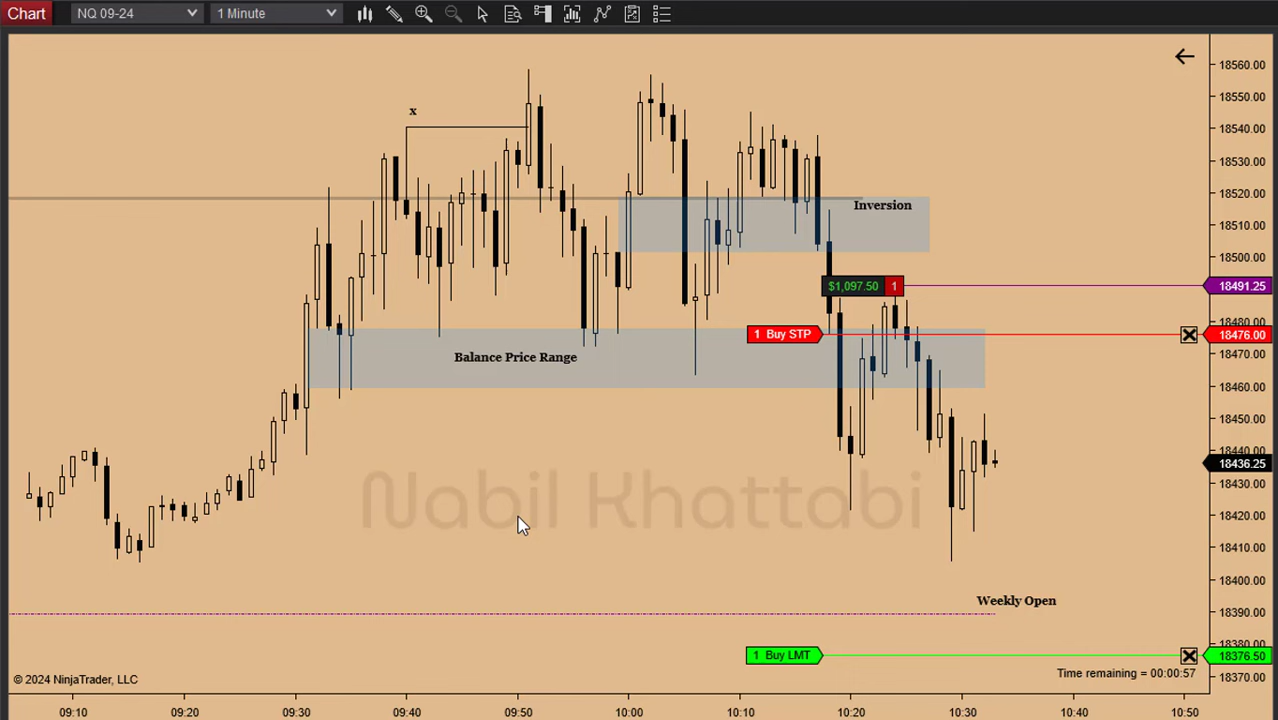 Chart NQ 09-24 1 Minute
18560.00
x
18550.00
18540.00
18530.00
18520.00
Inversion
18510.00
18500.00
$1,097.50 1 18491.25
18480.00
1 Buy STP 18476.00
Balance Price Range
18470.00
18460.00
18450.00
18440.00
18436.25
18430.00
Nabil Khattabi
18420.00
18410.00
18400.00
Weekly Open
18390.00
18380.00
1 Buy LMT 18376.50
Time remaining = 00:00:57
© 2024 NinjaTrader, LLC
18370.00
09:10 09:20 09:30 09:40 09:50 10:00 10:10 10:20 10:30 10:40 10:50